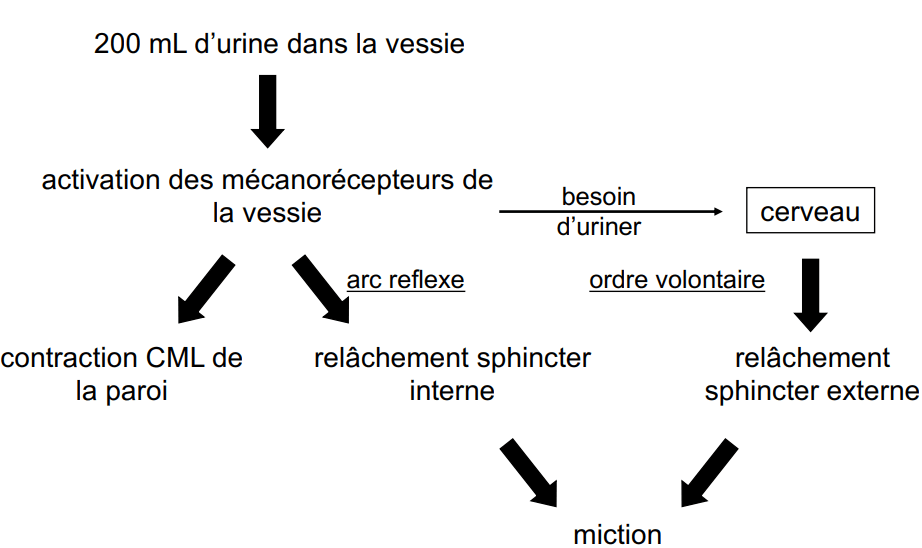 200 mL d’urine dans la vessie
activation des mécanorécepteurs de
la vessie
besoin
d’uriner
cerveau
arc reflexe
ordre volontaire
contraction CML de
la paroi
relâchement sphincter
interne
relâchement
sphincter externe
miction